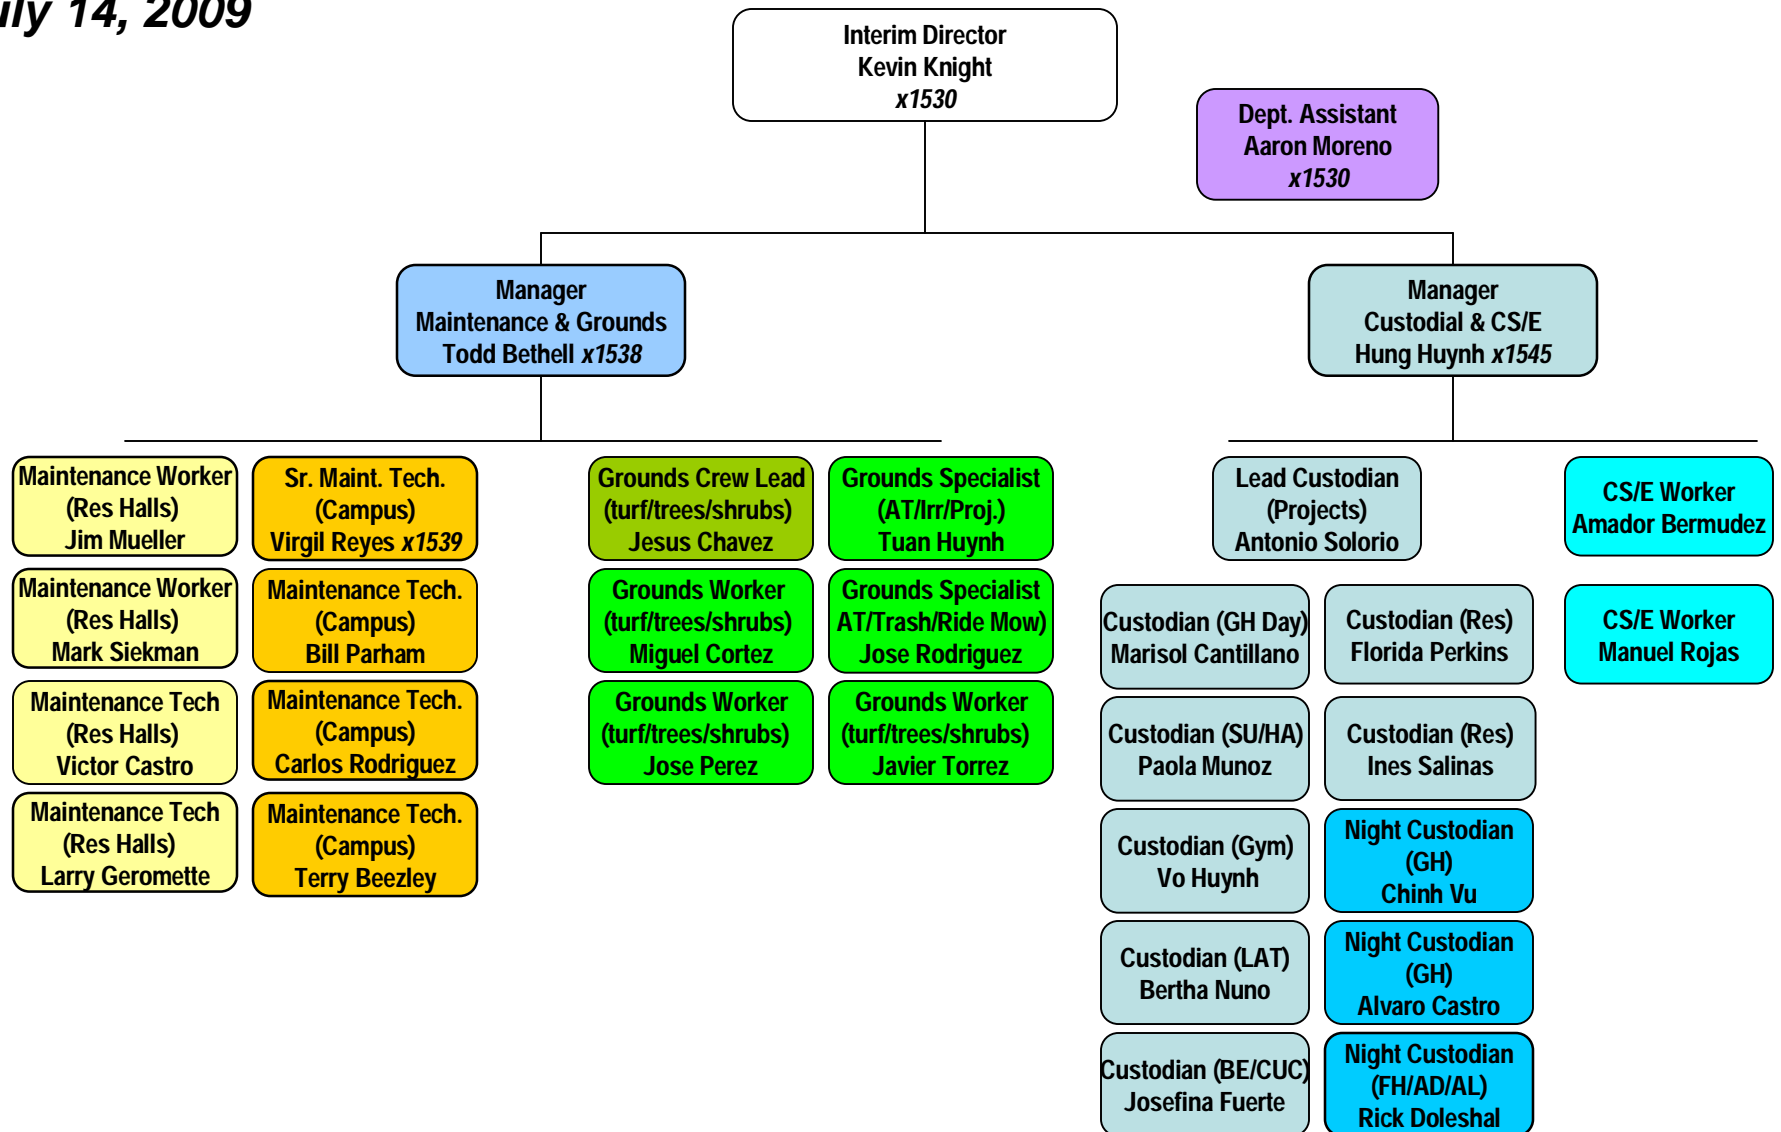 uly 14, 2009
Interim Director
Kevin Knight
x1530
Dept. Assistant
Aaron Moreno
x1530
Manager
Maintenance & Grounds
Todd Bethell x1538
Manager
Custodial & CS/E
Hung Huynh x1545
Maintenance Worker
(Res Halls)
Jim Mueller
Sr. Maint. Tech.
(Campus)
Virgil Reyes x1539
Grounds Crew Lead
(turf/trees/shrubs)
Jesus Chavez
Grounds Specialist
(AT/Irr/Proj.)
Tuan Huynh
Lead Custodian
(Projects)
Antonio Solorio
CS/E Worker
Amador Bermudez
Maintenance Worker
(Res Halls)
Mark Siekman
Maintenance Tech.
(Campus)
Bill Parham
Grounds Worker
(turf/trees/shrubs)
Miguel Cortez
Grounds Specialist
AT/Trash/Ride Mow)
Jose Rodriguez
Custodian (GH Day)
Marisol Cantillano
Custodian (Res)
Florida Perkins
CS/E Worker
Manuel Rojas
Maintenance Tech
(Res Halls)
Victor Castro
Maintenance Tech.
(Campus)
Carlos Rodriguez
Grounds Worker
(turf/trees/shrubs)
Jose Perez
Grounds Worker
(turf/trees/shrubs)
Javier Torrez
Custodian (SU/HA)
Paola Munoz
Custodian (Res)
Ines Salinas
Maintenance Tech
(Res Halls)
Larry Geromette
Maintenance Tech.
(Campus)
Terry Beezley
Custodian (Gym)
Vo Huynh
Night Custodian
(GH)
Chinh Vu
Custodian (LAT)
Bertha Nuno
Night Custodian
(GH)
Alvaro Castro
Custodian (BE/CUC)
Josefina Fuerte
Night Custodian
(FH/AD/AL)
Rick Doleshal